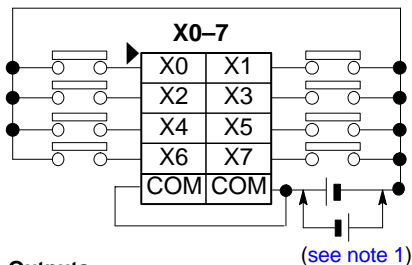 X0–7
X0 X1
X2 X3
X4 X5
X6 X7
COM COM
(see note 1)